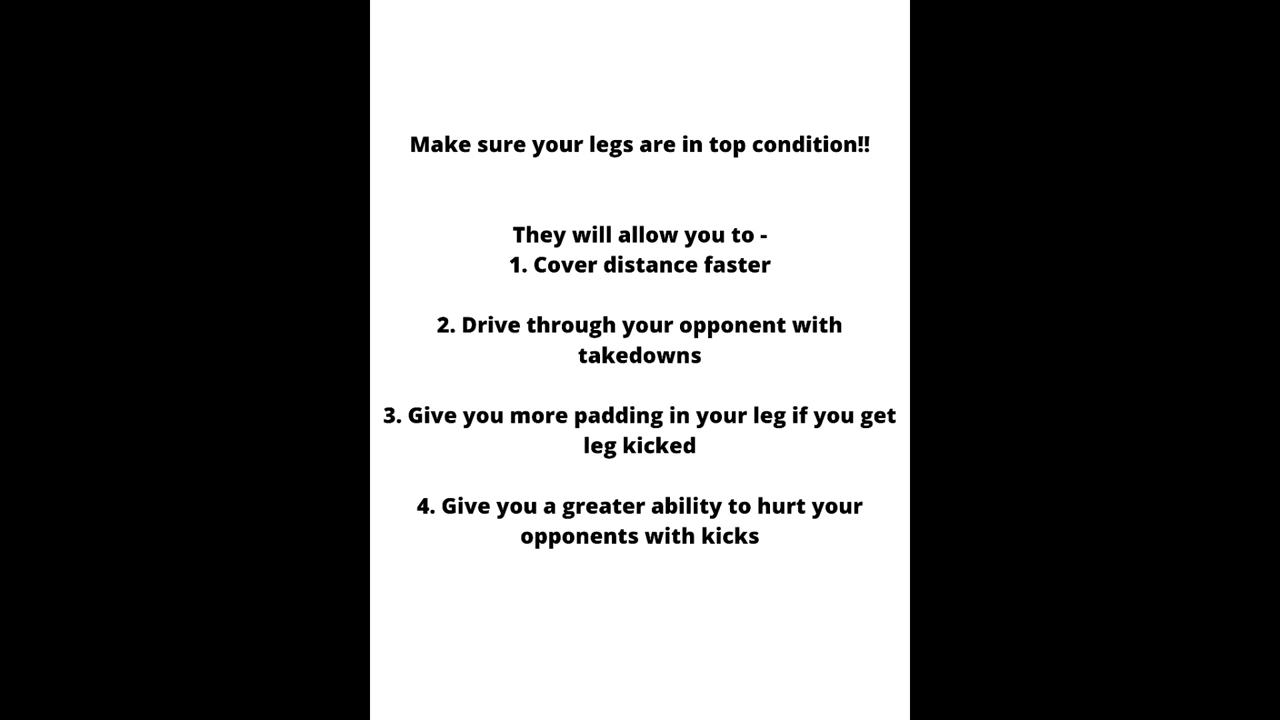 Make sure your legs are in top condition!!
They will allow you to -
1. Cover distance faster
2. Drive through your opponent with
takedowns
3. Give you more padding in your leg if you get
leg kicked
4. Give you a greater ability to hurt your
opponents with kicks